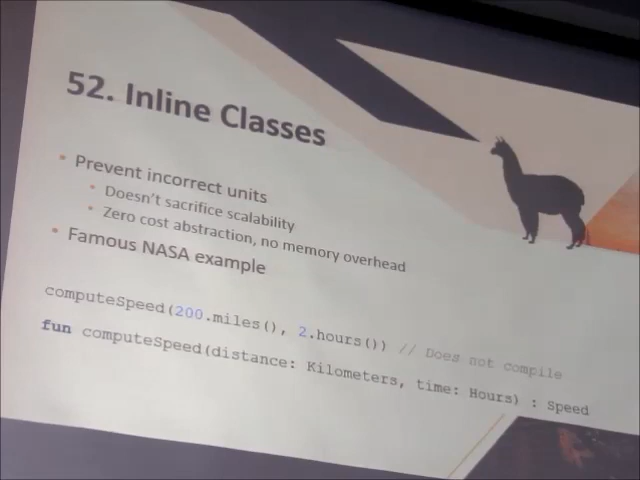 52. Inline Classes
• Prevent incorrect units
• Doesn't sacrifice scalability
• Zero cost abstraction, no memory overhead
• Famous NASA example
computeSpeed(200.miles(), 2.hours()) // Does not compile
fun computeSpeed(distance: Kilometers, time: Hours) : Speed